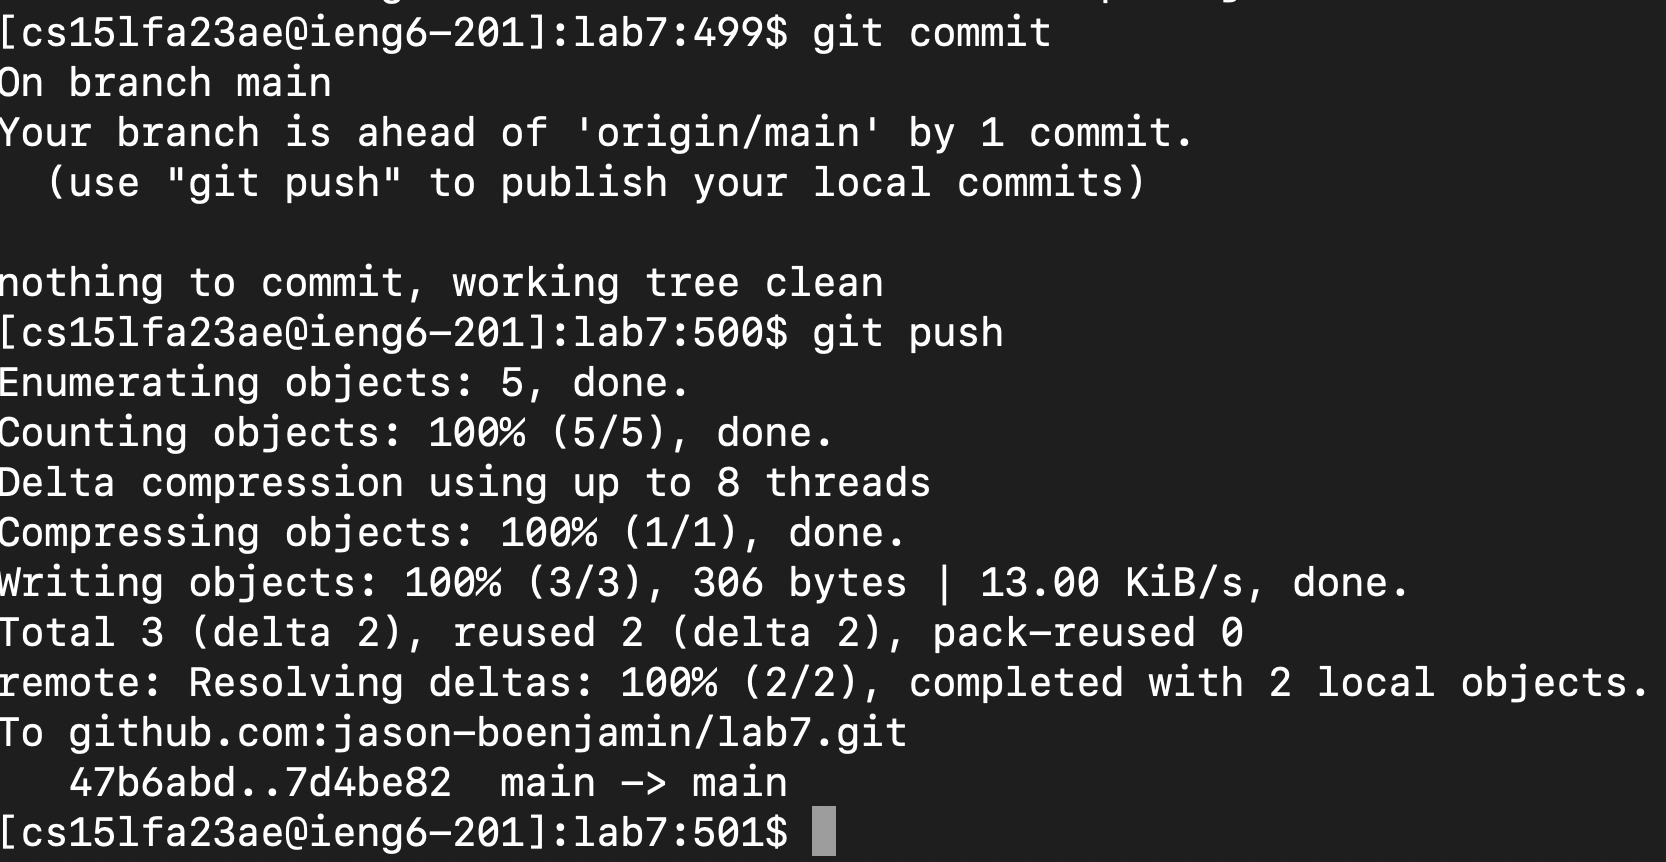 [cs15lfa23ae@ieng6-201]:lab7:499$ git commit
On branch main
Your branch is ahead of 'origin/main' by 1 commit.
  (use "git push" to publish your local commits)

nothing to commit, working tree clean
[cs15lfa23ae@ieng6-201]:lab7:500$ git push
Enumerating objects: 5, done.
Counting objects: 100% (5/5), done.
Delta compression using up to 8 threads
Compressing objects: 100% (1/1), done.
Writing objects: 100% (3/3), 306 bytes | 13.00 KiB/s, done.
Total 3 (delta 2), reused 2 (delta 2), pack-reused 0
remote: Resolving deltas: 100% (2/2), completed with 2 local objects.
To github.com:jason-boenjamin/lab7.git
   47b6abd..7d4be82  main -> main
[cs15lfa23ae@ieng6-201]:lab7:501$